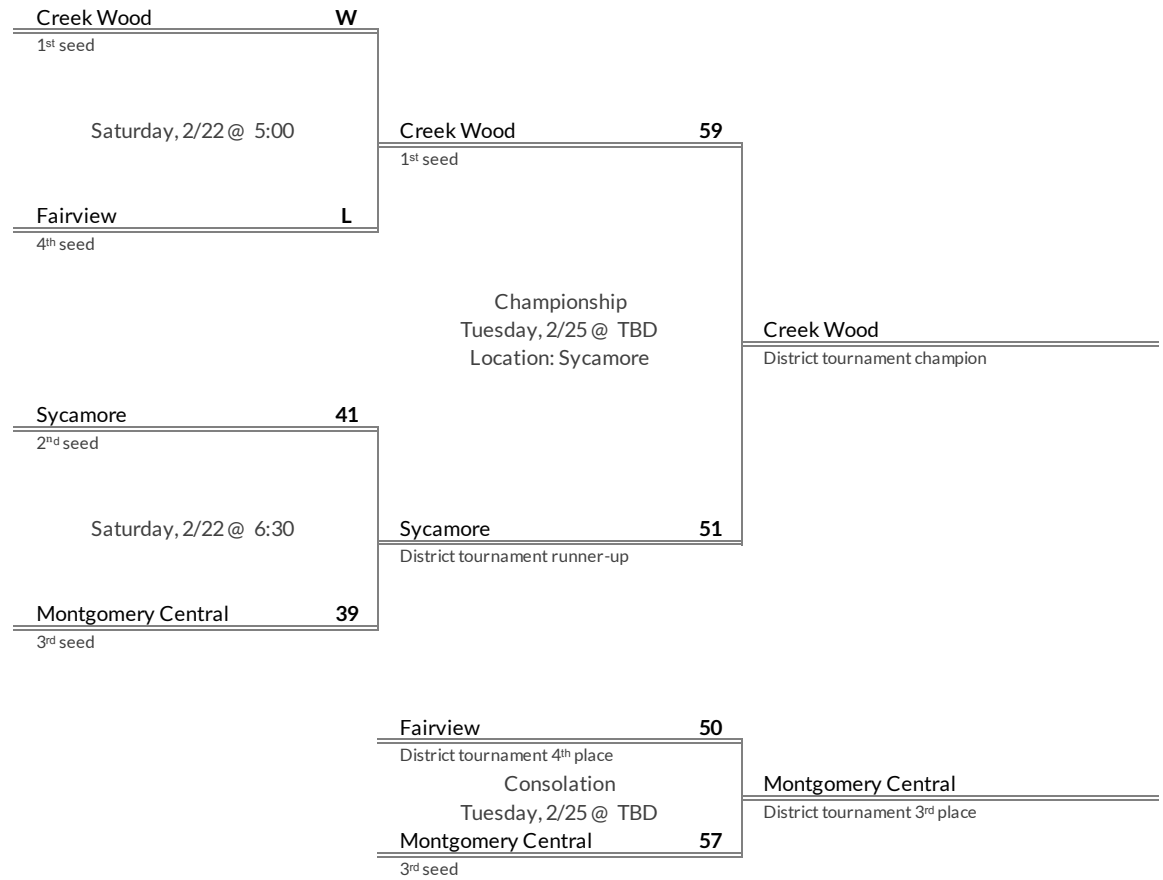 Creek Wood W
1st seed
Saturday, 2/22 @ 5:00
Fairview L
4th seed
Creek Wood 59
1st seed
Championship
Tuesday, 2/25 @ TBD
Location: Sycamore
Creek Wood
District tournament champion
Sycamore 41
2nd seed
Saturday, 2/22 @ 6:30
Montgomery Central 39
3rd seed
Sycamore 51
District tournament runner-up
Fairview 50
District tournament 4th place
Consolation
Tuesday, 2/25 @ TBD
Montgomery Central 57
3rd seed
Montgomery Central
District tournament 3rd place